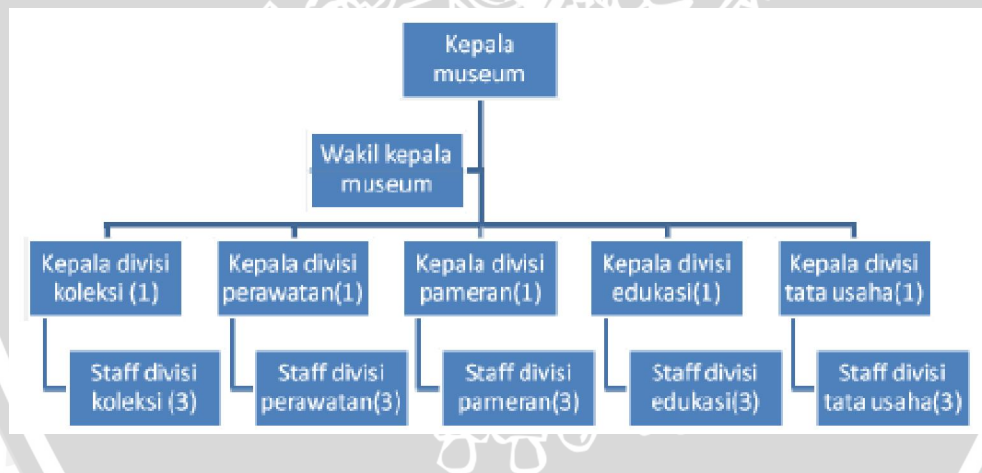 Kepala
museum
Wakil kepala
museum
Kepala divisi
koleksi (1)
Kepala divisi
perawatan(1)
Kepala divisi
pameran(1)
Kepala divisi
edukasi(1)
Kepala divisi
tata usaha(1)
Staff divisi
koleksi (3)
Staff divisi
perawatan(3)
Staff divisi
pameran(3)
Staff divisi
edukasi(3)
Staff divisi
tata usaha(3)